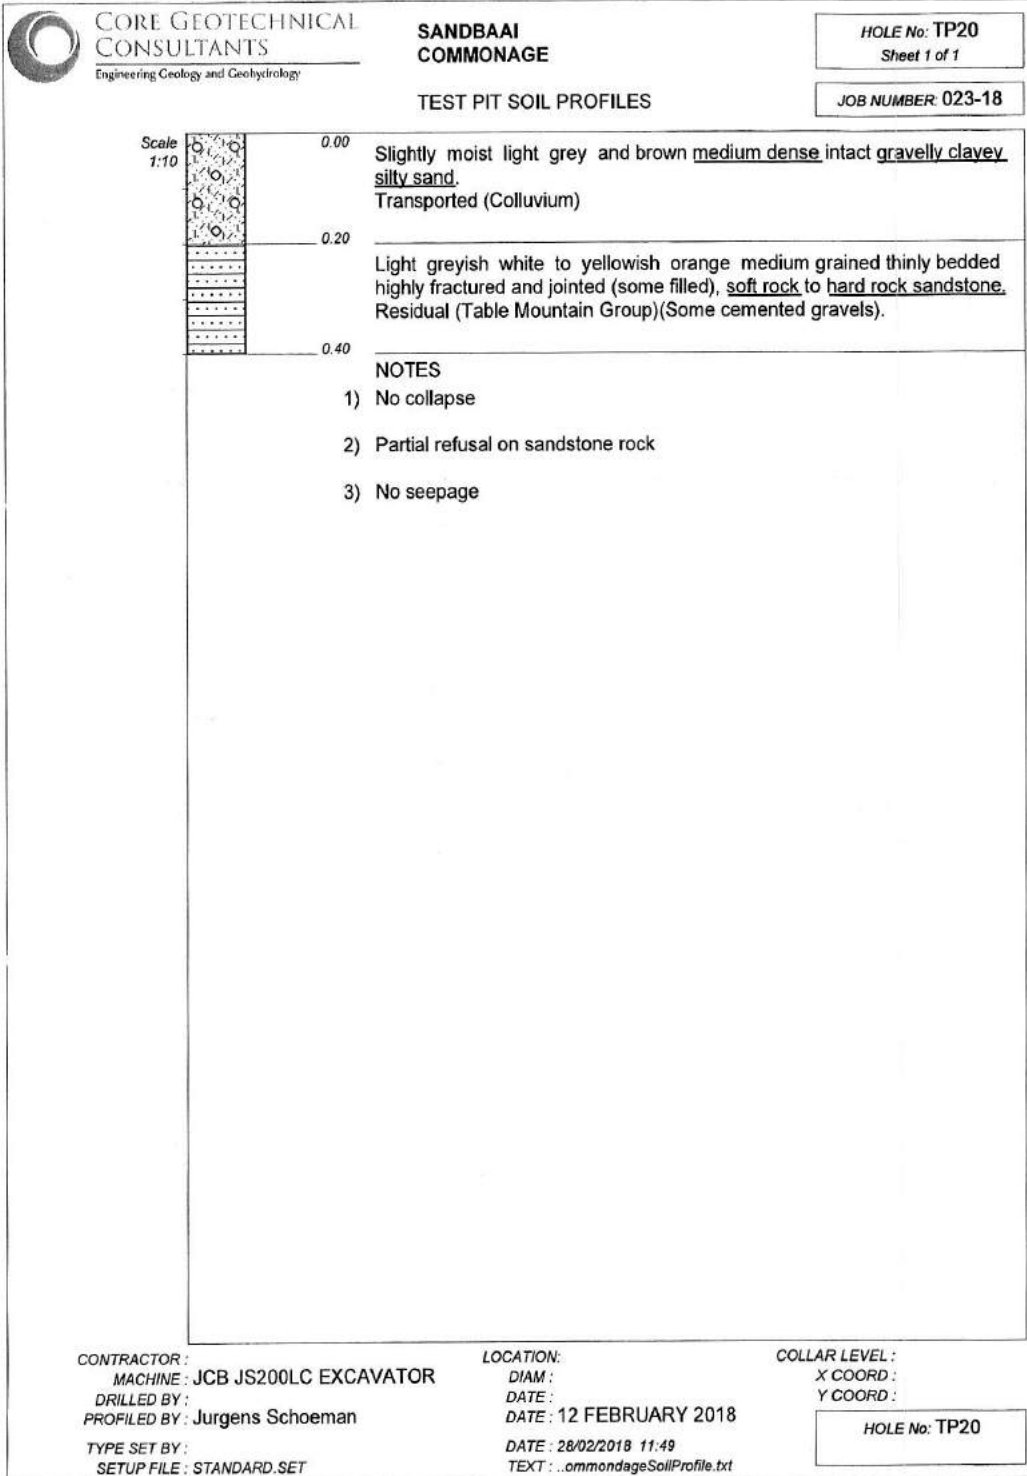 CORE GEOTECHNICAL
CONSULTANTS
Engineering Geology and Geohydrology
SANDBAAI
COMMONAGE
TEST PIT SOIL PROFILES
HOLE No: TP20
Sheet 1 of 1
JOB NUMBER: 023-18
Scale
1:10
0.00
Slightly moist light grey and brown medium dense intact gravelly clayey
silty sand.
Transported (Colluvium)
0.20
Light greyish white to yellowish orange medium grained thinly bedded
highly fractured and jointed (some filled), soft rock to hard rock sandstone.
Residual (Table Mountain Group)(Some cemented gravels).
0.40
NOTES
1) No collapse
2) Partial refusal on sandstone rock
3) No seepage
CONTRACTOR :
MACHINE : JCB JS200LC EXCAVATOR
DRILLED BY :
PROFILED BY : Jurgens Schoeman
TYPE SET BY :
SETUP FILE : STANDARD.SET
LOCATION:
DIAM :
DATE :
DATE : 12 FEBRUARY 2018
DATE : 28/02/2018 11:49
TEXT : ..ommondageSoilProfile.txt
COLLAR LEVEL :
X COORD :
Y COORD :
HOLE No: TP20